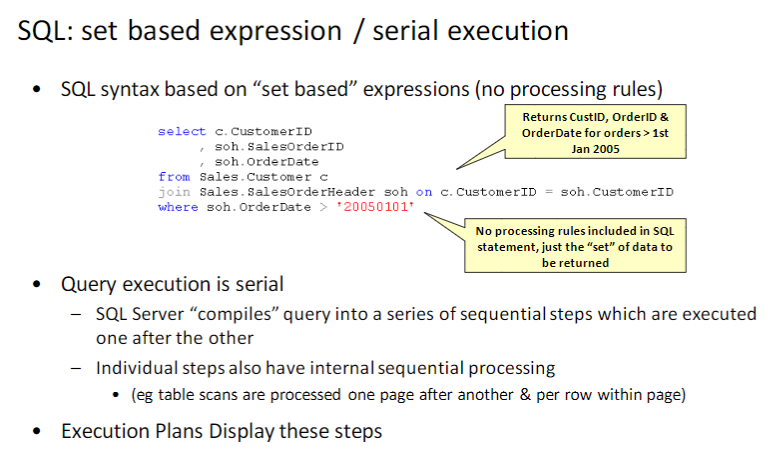 SQL: set based expression / serial execution
• SQL syntax based on “set based” expressions (no processing rules)
Returns CustID, OrderID &
OrderDate for orders > 1st
Jan 2005
select c.CustomerID
, soh.SalesOrderID
, soh.OrderDate
from Sales.Customer c
join Sales.SalesOrderHeader soh on c.CustomerID = soh.CustomerID
where soh.OrderDate > '20050101'
No processing rules included in SQL
statement, just the “set” of data to
be returned
• Query execution is serial
– SQL Server “compiles” query into a series of sequential steps which are executed
one after the other
– Individual steps also have internal sequential processing
• (eg table scans are processed one page after another & per row within page)
• Execution Plans Display these steps